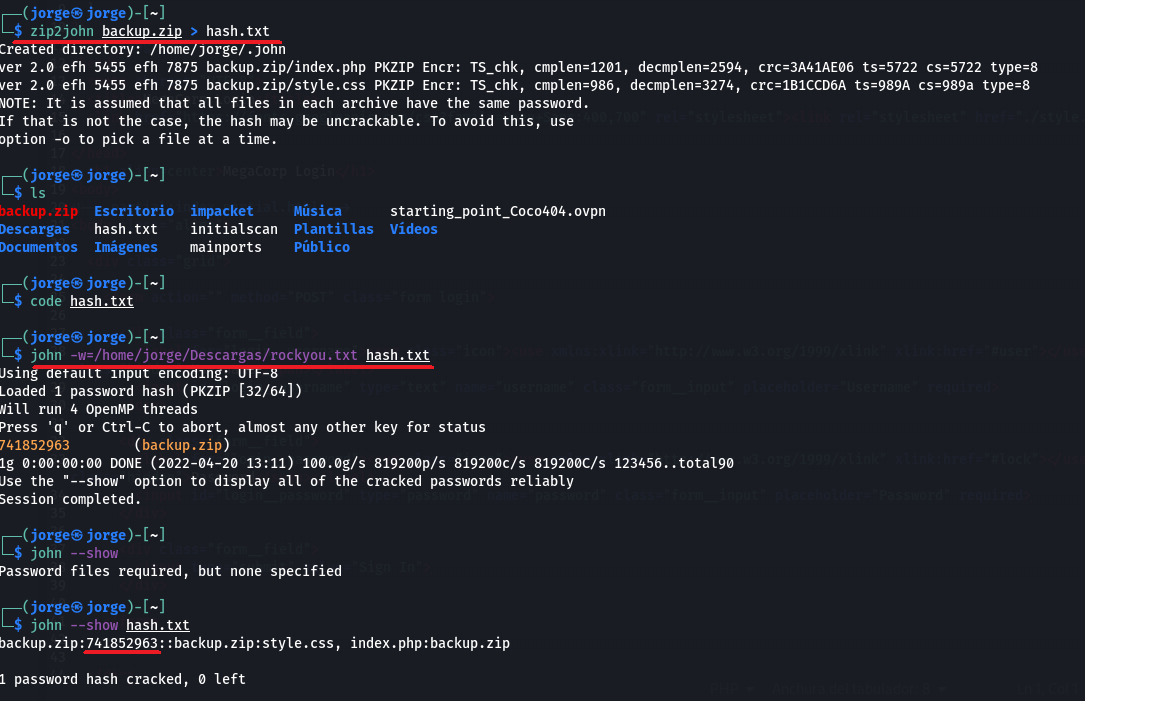 ┌──(jorge㉿jorge)-[~]
└─$ zip2john backup.zip > hash.txt
Created directory: /home/jorge/.john
ver 2.0 efh 5455 efh 7875 backup.zip/index.php PKZIP Encr: TS_chk, cmplen=1201, decmplen=2594, crc=3A41AE06 ts=5722 cs=5722 type=8
ver 2.0 efh 5455 efh 7875 backup.zip/style.css PKZIP Encr: TS_chk, cmplen=986, decmplen=3274, crc=1B1CCD6A ts=989A cs=989a type=8
NOTE: It is assumed that all files in each archive have the same password.
If that is not the case, the hash may be uncrackable. To avoid this, use
option -o to pick a file at a time.
┌──(jorge㉿jorge)-[~]
└─$ ls
backup.zip Escritorio impacket Música starting_point_Coco404.ovpn
Descargas hash.txt initialscan Plantillas Vídeos
Documentos Imágenes mainports Público
┌──(jorge㉿jorge)-[~]
└─$ code hash.txt
┌──(jorge㉿jorge)-[~]
└─$ john -w=/home/jorge/Descargas/rockyou.txt hash.txt
Using default input encoding: UTF-8
Loaded 1 password hash (PKZIP [32/64])
Will run 4 OpenMP threads
Press 'q' or Ctrl-C to abort, almost any other key for status
741852963 (backup.zip)
1g 0:00:00:00 DONE (2022-04-20 13:11) 100.0g/s 819200p/s 819200c/s 819200C/s 123456..total90
Use the "--show" option to display all of the cracked passwords reliably
Session completed.
┌──(jorge㉿jorge)-[~]
└─$ john --show
Password files required, but none specified
┌──(jorge㉿jorge)-[~]
└─$ john --show hash.txt
backup.zip:741852963::backup.zip:style.css, index.php:backup.zip
1 password hash cracked, 0 left